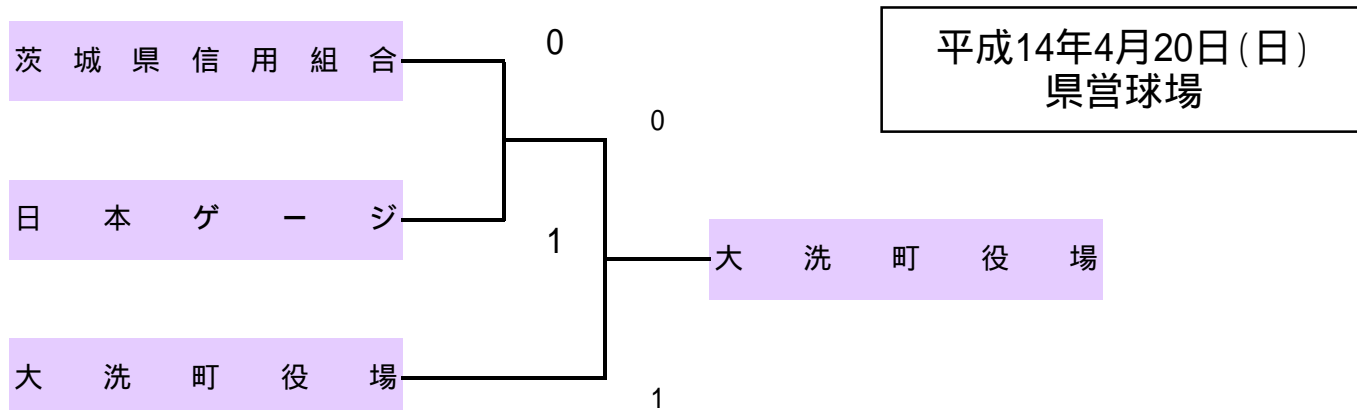 茨城県信用組合
0
平成14年4月20日(日)
県営球場
0
日本ゲージ
1
大洗町役場
大洗町役場
1